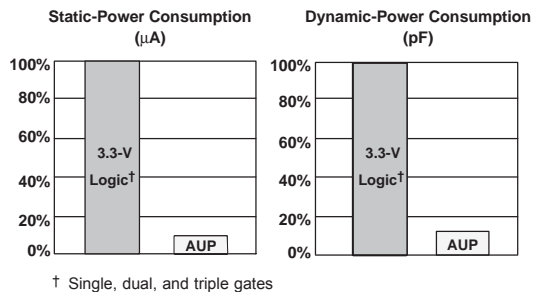 Static-Power Consumption
(μA)
Dynamic-Power Consumption
(pF)
100%
80%
60%
40%
20%
0%
3.3-V
Logic†
AUP
100%
80%
60%
40%
20%
0%
3.3-V
Logic†
AUP
† Single, dual, and triple gates